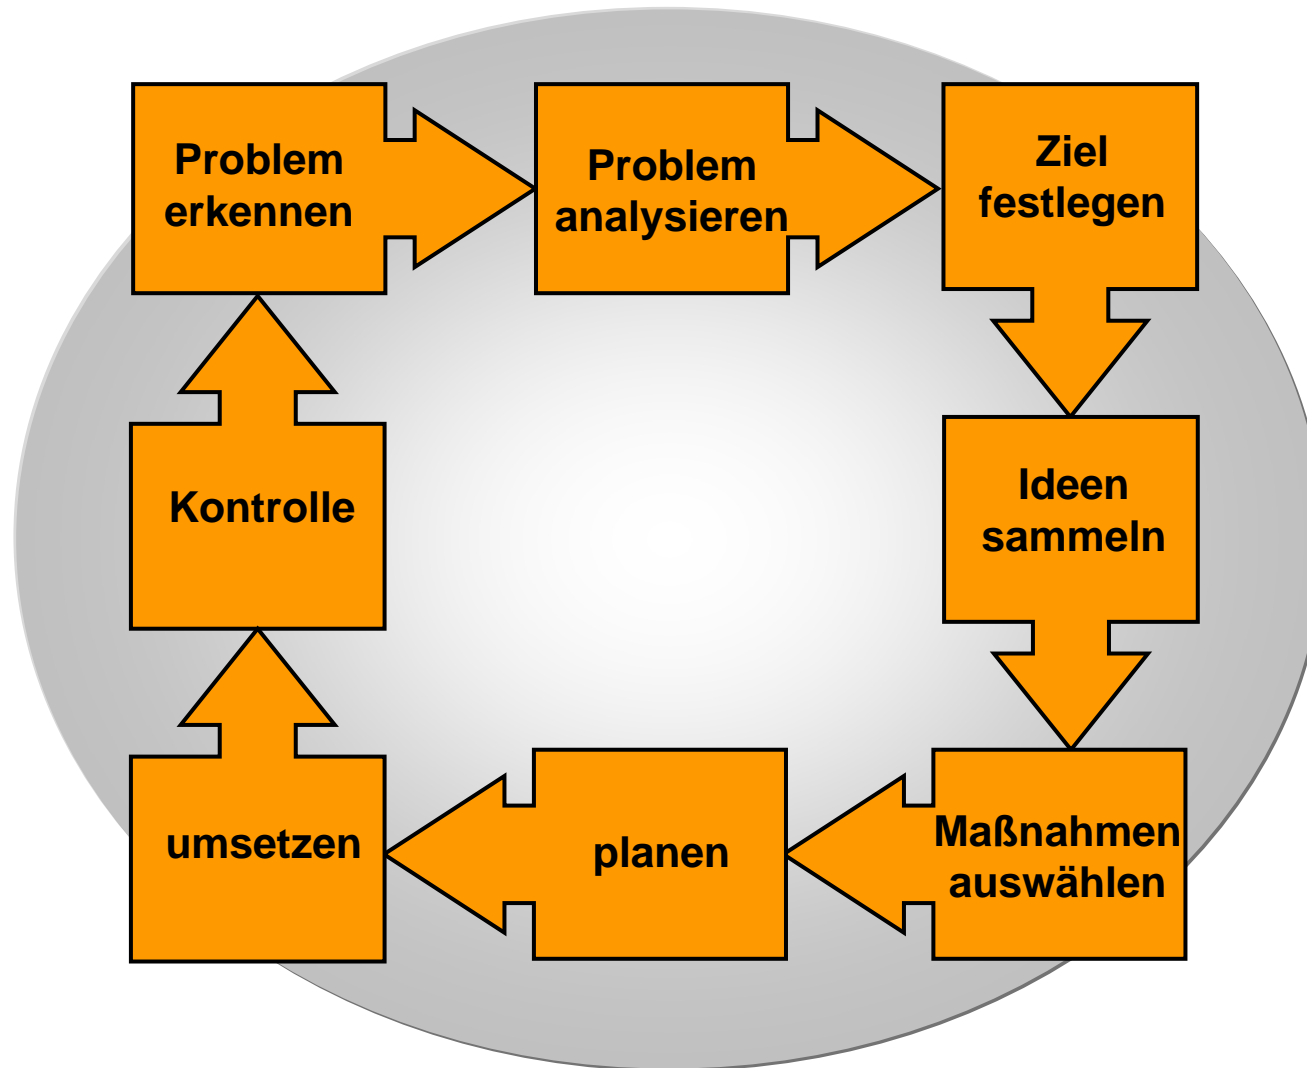 Problem
erkennen
Problem
analysieren
Ziel
festlegen
Ideen
sammeln
Maßnahmen
auswählen
planen
umsetzen
Kontrolle